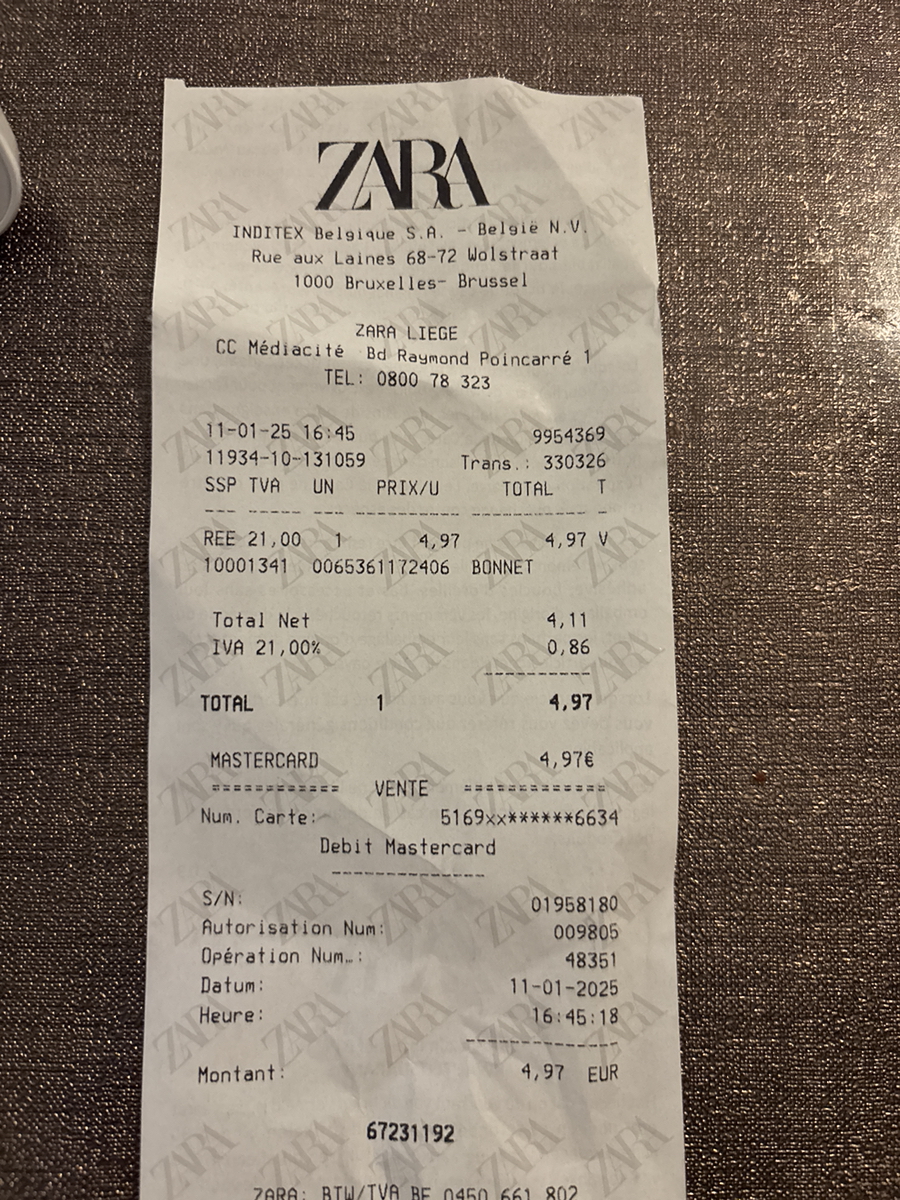 ZARA
INDITEX Belgique S.A. - België N.V.
Rue aux Laines 68-72 Wolstraat
1000 Bruxelles- Brussel
ZARA LIEGE
CC Médiacité Bd Raymond Poincarré 1
TEL: 0800 78 323
11-01-25 16:45 9954369
11934-10-131059 Trans.: 330326
SSP TVA UN PRIX/U TOTAL T
REE 21,00 1 4,97 4,97 V
10001341 0065361172406 BONNET
Total Net 4,11
IVA 21,00% 0,86
TOTAL 1 4,97
MASTERCARD 4,97€
============ VENTE =============
Num. Carte: 5169xx******6634
Debit Mastercard
S/N: 01958180
Autorisation Num: 009805
Opération Num…: 48351
Datum: 11-01-2025
Heure: 16:45:18
Montant: 4,97 EUR
67231192
ZARA: BTW/TVA BE 0450 661 802